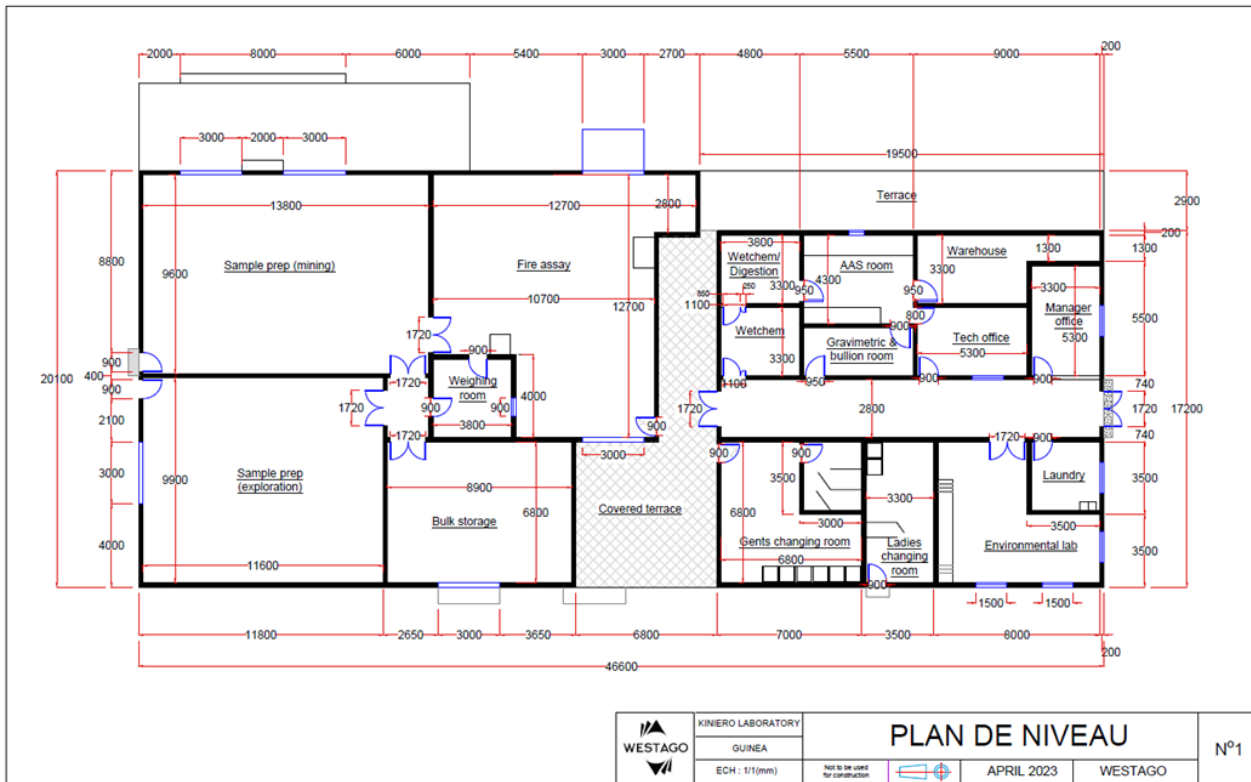 2000 8000 6000 5400 3000 2700 4800 5500 9000 200
3000 2000 3000
19500
Terrace
2900
13800
12700
2800
200
8800
9600
Sample prep (mining)
Fire assay
12700
10700
3800
Wetchem/
Digestion
3300
AAS room
4300
Warehouse
3300
1300
1300
950
950
1100
3300
Manager
office
5300
5500
800
900
1720
Wetchem
3300
Gravimetric &
bullion room
Tech office
5300
900
400
900
20100
900
1720
Weighing
room
4000
1100
950
900
900
740
1720
900
900
3800
1720
2800
1720
17200
740
2100
1720
900
3000
900
900
1720
900
3000
9900
Sample prep
(exploration)
8900
6800
Bulk storage
Covered terrace
3500
3000
6800
Gents changing room
6800
3300
Ladies
changing
room
900
Laundry
3500
3500
Environmental lab
3500
4000
11600
1500
1500
11800 2650 3000 3650 6800 7000 3500 8000
200
46600
WESTAGO
KINIERO LABORATORY
GUINEA
ECH : 1/1(mm)
PLAN DE NIVEAU
Not to be used
for construction
APRIL 2023
WESTAGO
Nº1